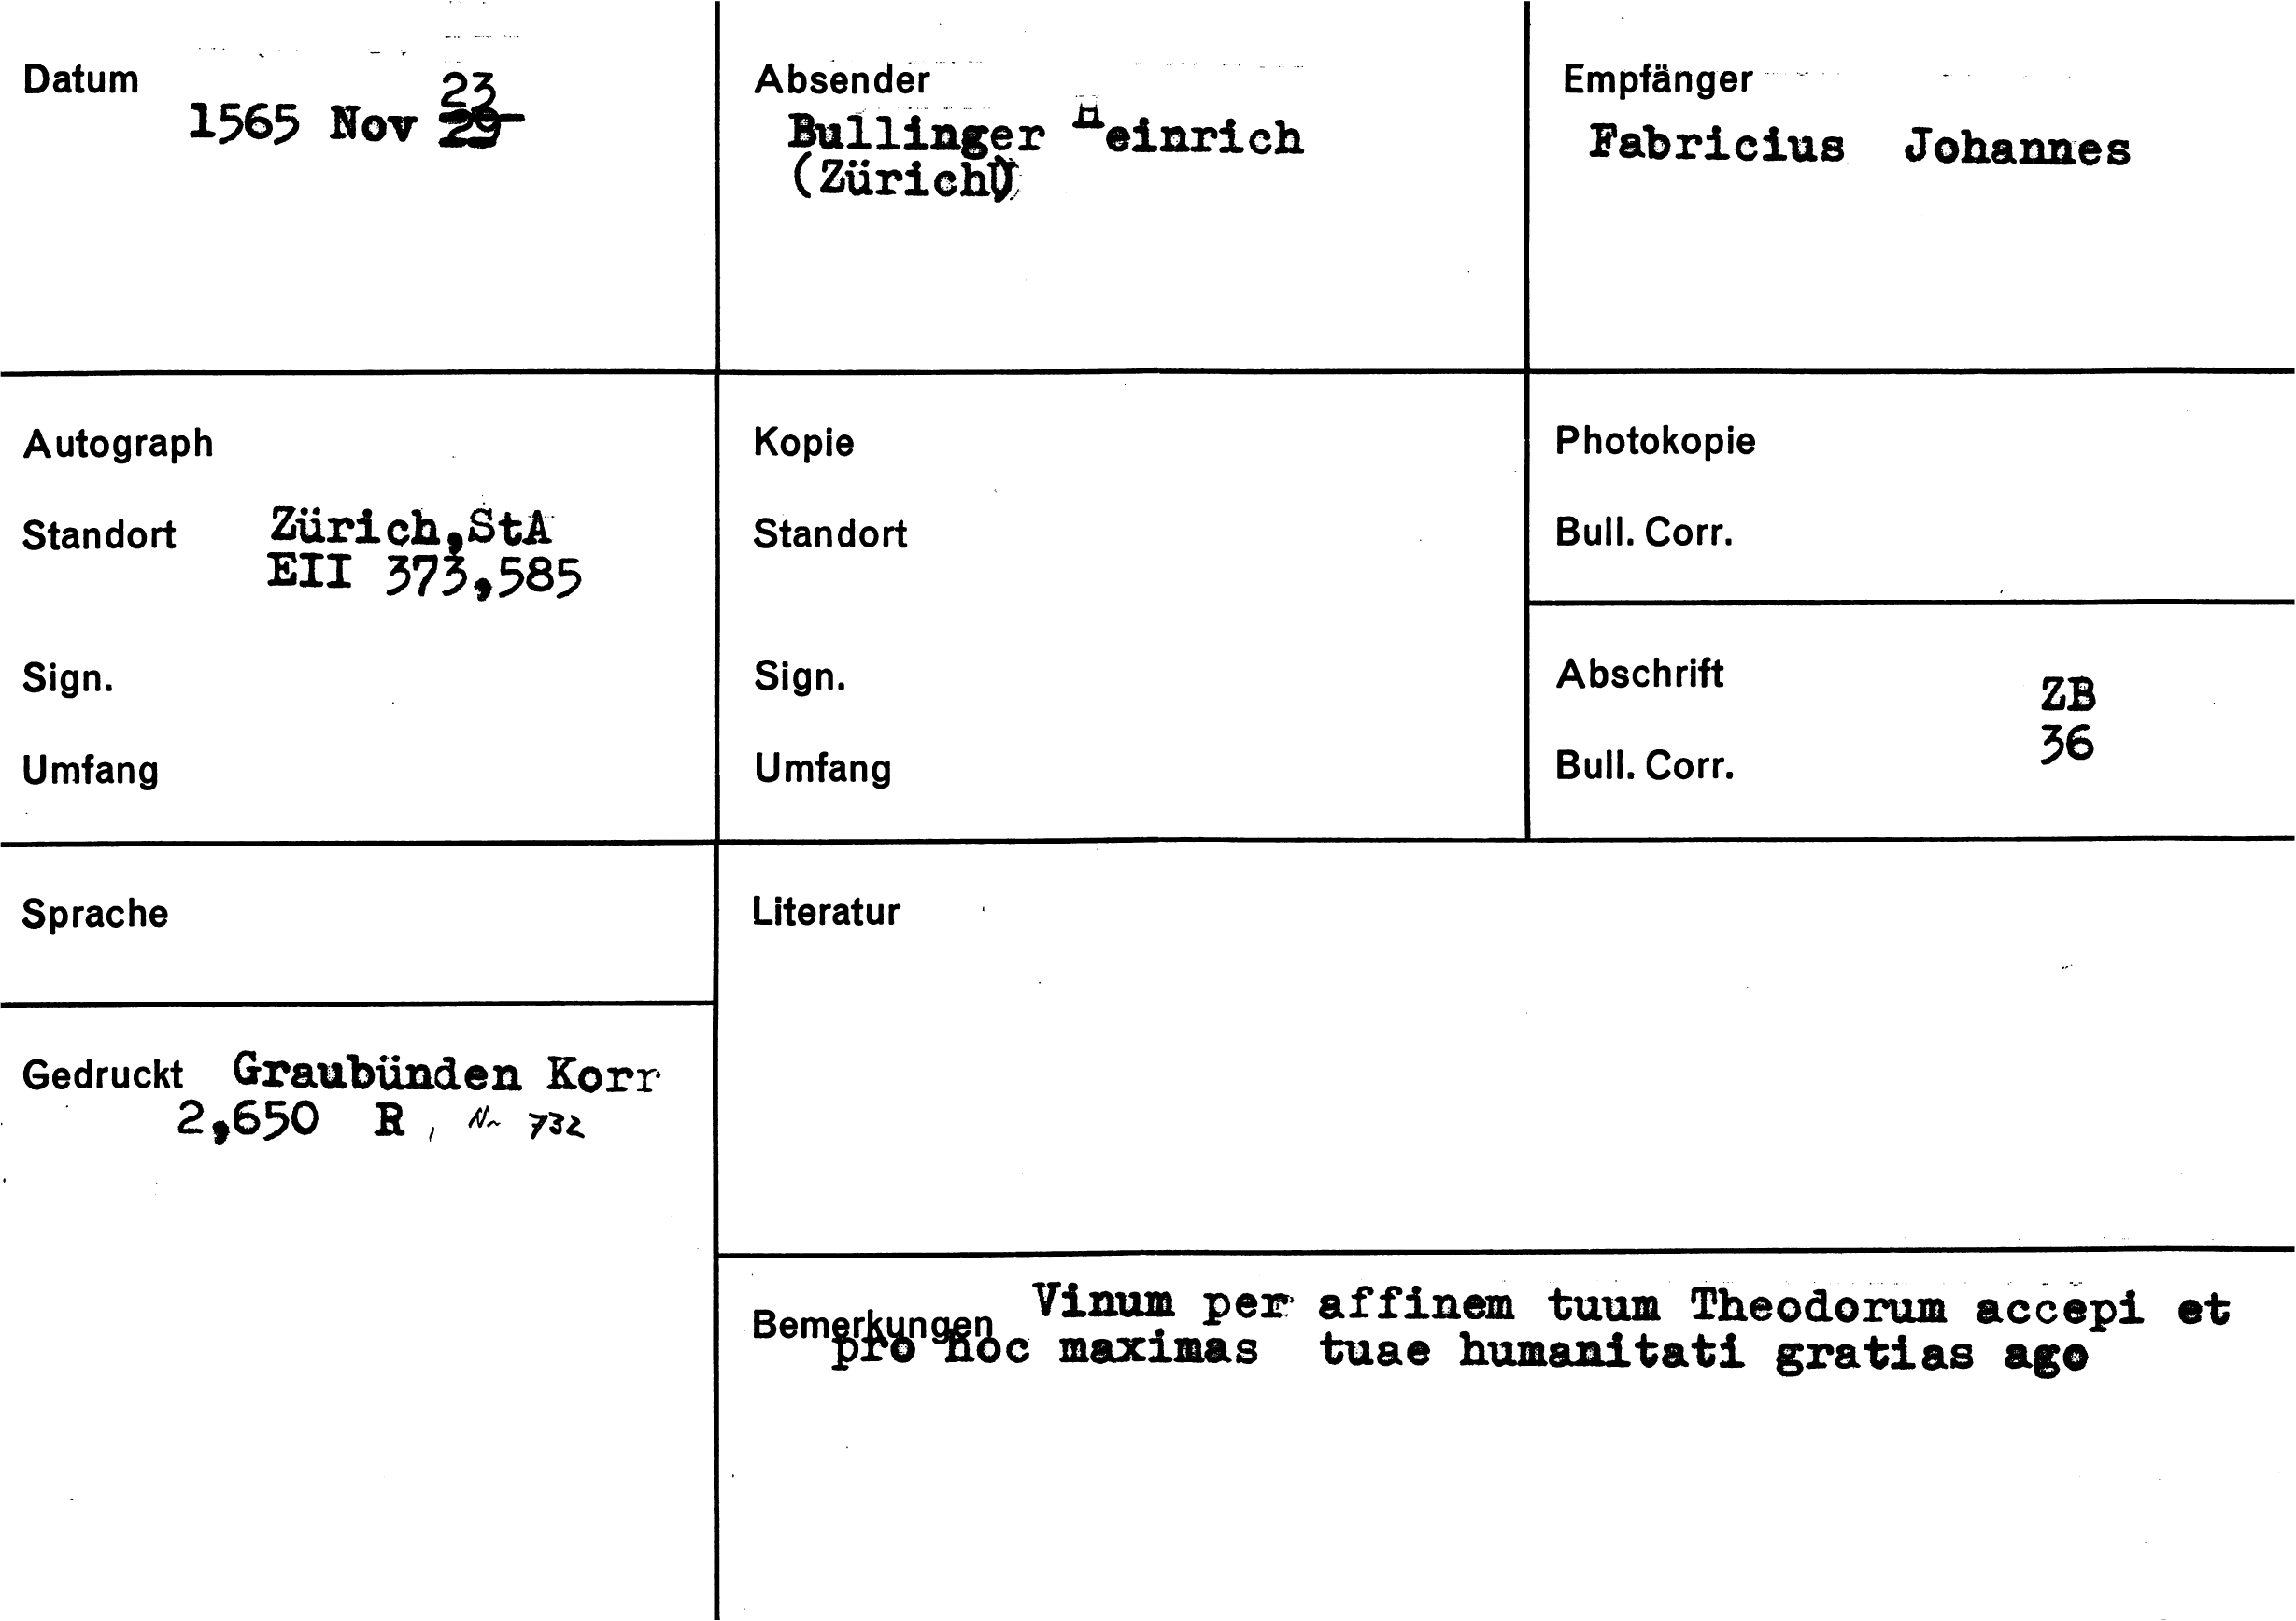 Datum
23
1565 Nov 29
Absender
Bullinger Heinrich
(Zürich)
Empfänger
Fabricius Johannes
Autograph
Standort Zürich,StA
EII 373,585
Sign.
Umfang
Kopie
Standort
Sign.
Umfang
Photokopie
Bull. Corr.
Abschrift ZB
36
Bull. Corr.
Sprache
Gedruckt Graubünden Korr
2,650 R, Nr 732
Literatur
Bemerkungen Vinum per affinem tuum Theodorum accepi et
pro hoc maximas tuae humanitati gratias ago